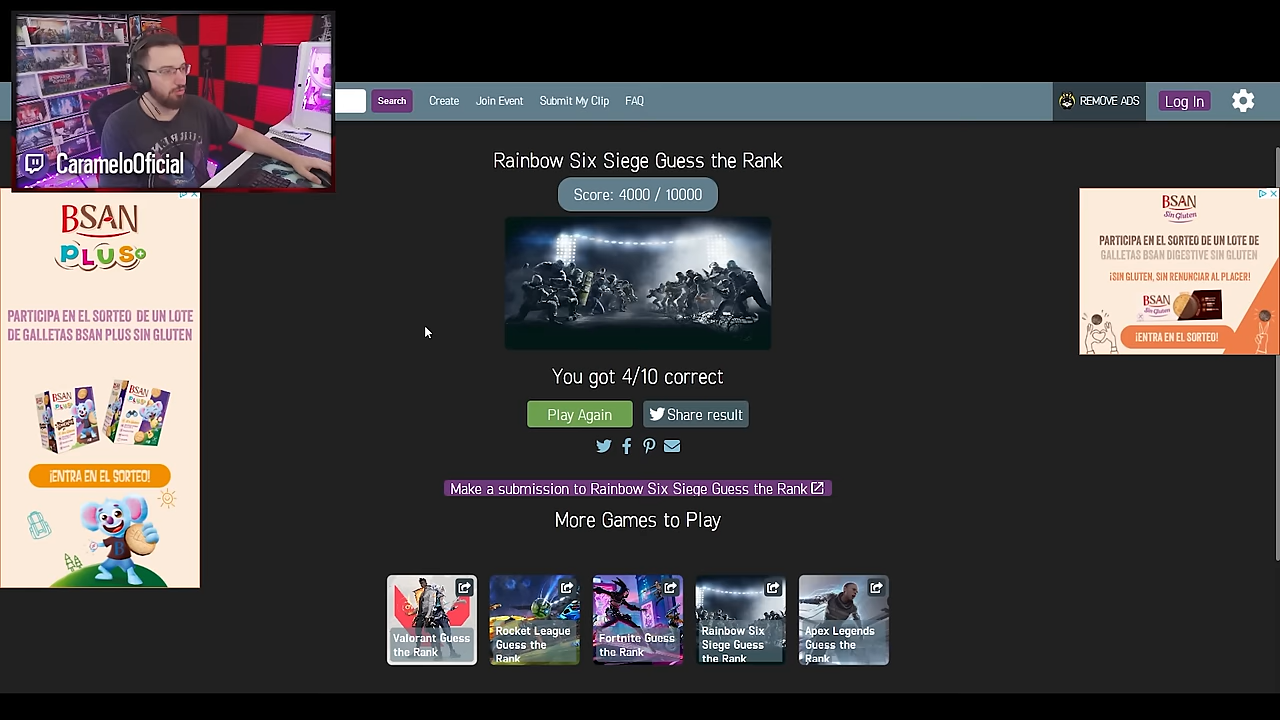 CarameloOficial
Search
Create
Join Event
Submit My Clip
FAQ
REMOVE ADS
Log In
Rainbow Six Siege Guess the Rank
Score: 4000 / 10000
You got 4/10 correct
Play Again
Share result
Make a submission to Rainbow Six Siege Guess the Rank
More Games to Play
Valorant Guess
the Rank
Rocket League
Guess the
Rank
Fortnite Guess
the Rank
Rainbow Six
Siege Guess
the Rank
Apex Legends
Guess the
Rank
BSAN
PLUS+
PARTICIPA EN EL SORTEO DE UN LOTE
DE GALLETAS BSAN PLUS SIN GLUTEN
¡ENTRA EN EL SORTEO!
BSAN
Sin Gluten
PARTICIPA EN EL SORTEO DE UN LOTE DE
GALLETAS BSAN DIGESTIVE SIN GLUTEN
¡SIN GLUTEN, SIN RENUNCIAR AL PLACER!
BSAN
Sin Gluten
¡ENTRA EN EL SORTEO!